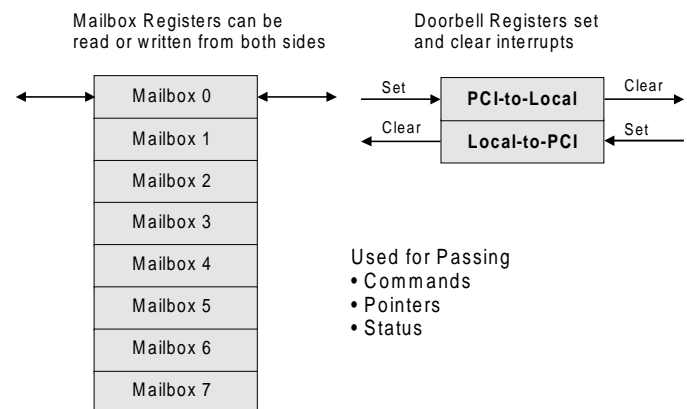 Mailbox Registers can be
read or written from both sides
Mailbox 0
Mailbox 1
Mailbox 2
Mailbox 3
Mailbox 4
Mailbox 5
Mailbox 6
Mailbox 7
Doorbell Registers set
and clear interrupts
Set
PCI-to-Local
Clear
Clear
Local-to-PCI
Set
Used for Passing
• Commands
• Pointers
• Status